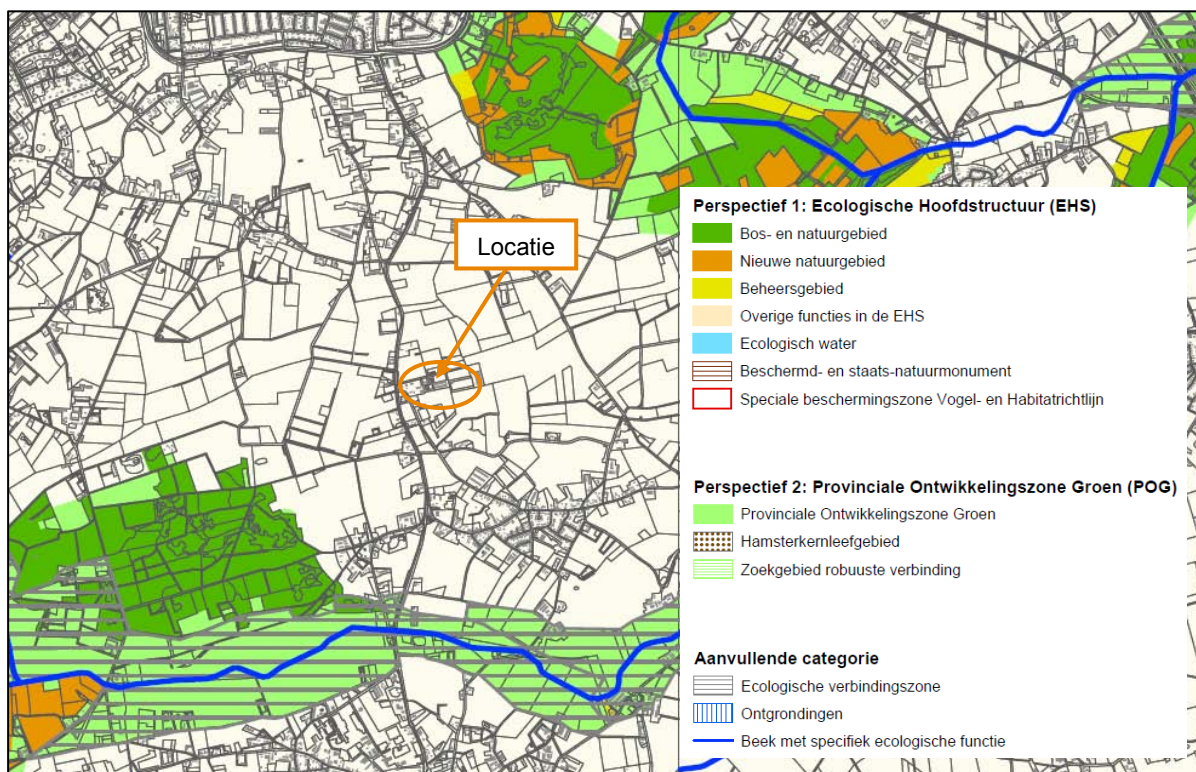 Locatie
Perspectief 1: Ecologische Hoofdstructuur (EHS)
Bos- en natuurgebied
Nieuwe natuurgebied
Beheersgebied
Overige functies in de EHS
Ecologisch water
Beschermd- en staats-natuurmonument
Speciale beschermingszone Vogel- en Habitatrichtlijn
Perspectief 2: Provinciale Ontwikkelingszone Groen (POG)
Provinciale Ontwikkelingszone Groen
Hamsterkernleefgebied
Zoekgebied robuuste verbinding
Aanvullende categorie
Ecologische verbindingszone
Ontgrondingen
Beek met specifiek ecologische functie